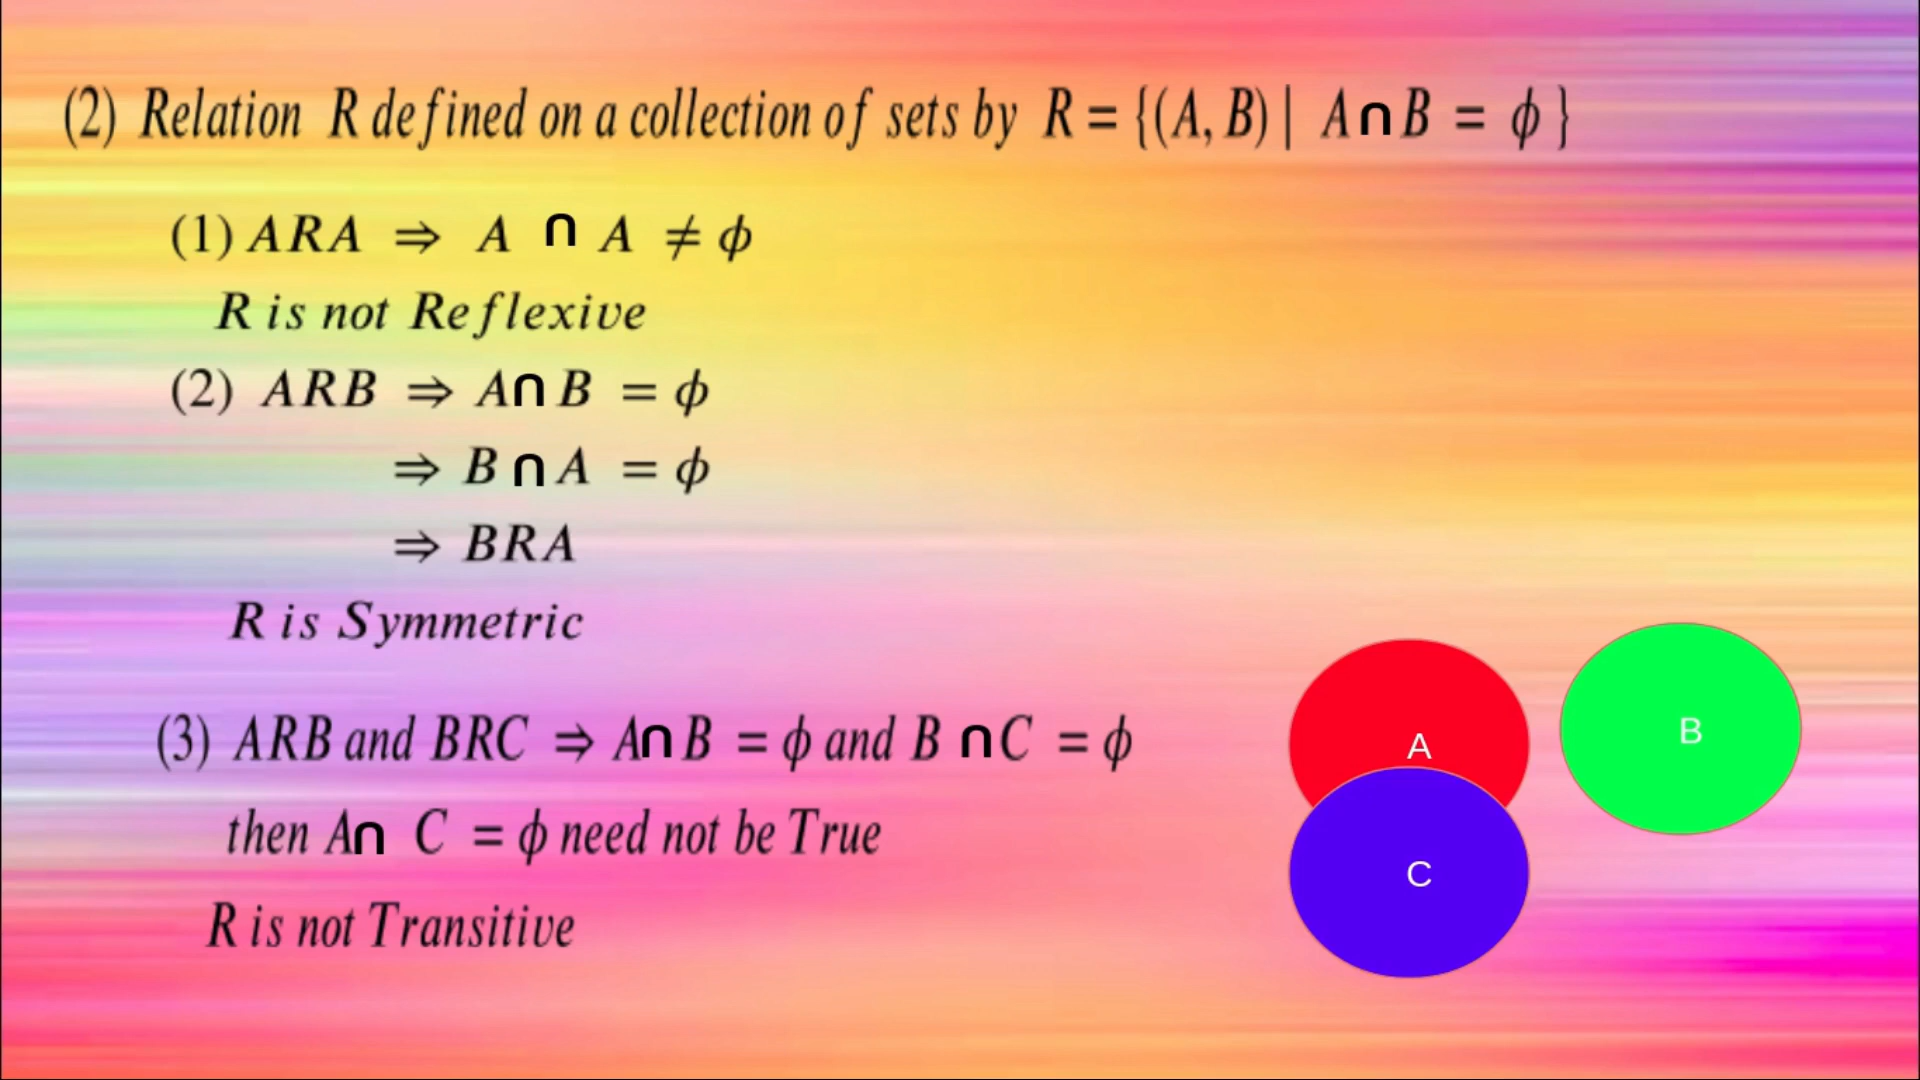 (2) Relation R defined on a collection of sets by R = {(A, B) | A ∩ B = ϕ }
(1) ARA ⇒ A ∩ A ≠ ϕ
R is not Reflexive
(2) ARB ⇒ A ∩ B = ϕ
⇒ B ∩ A = ϕ
⇒ BRA
R is Symmetric
(3) ARB and BRC ⇒ A ∩ B = ϕ and B ∩ C = ϕ
then A ∩ C = ϕ need not be True
R is not Transitive
A
B
C